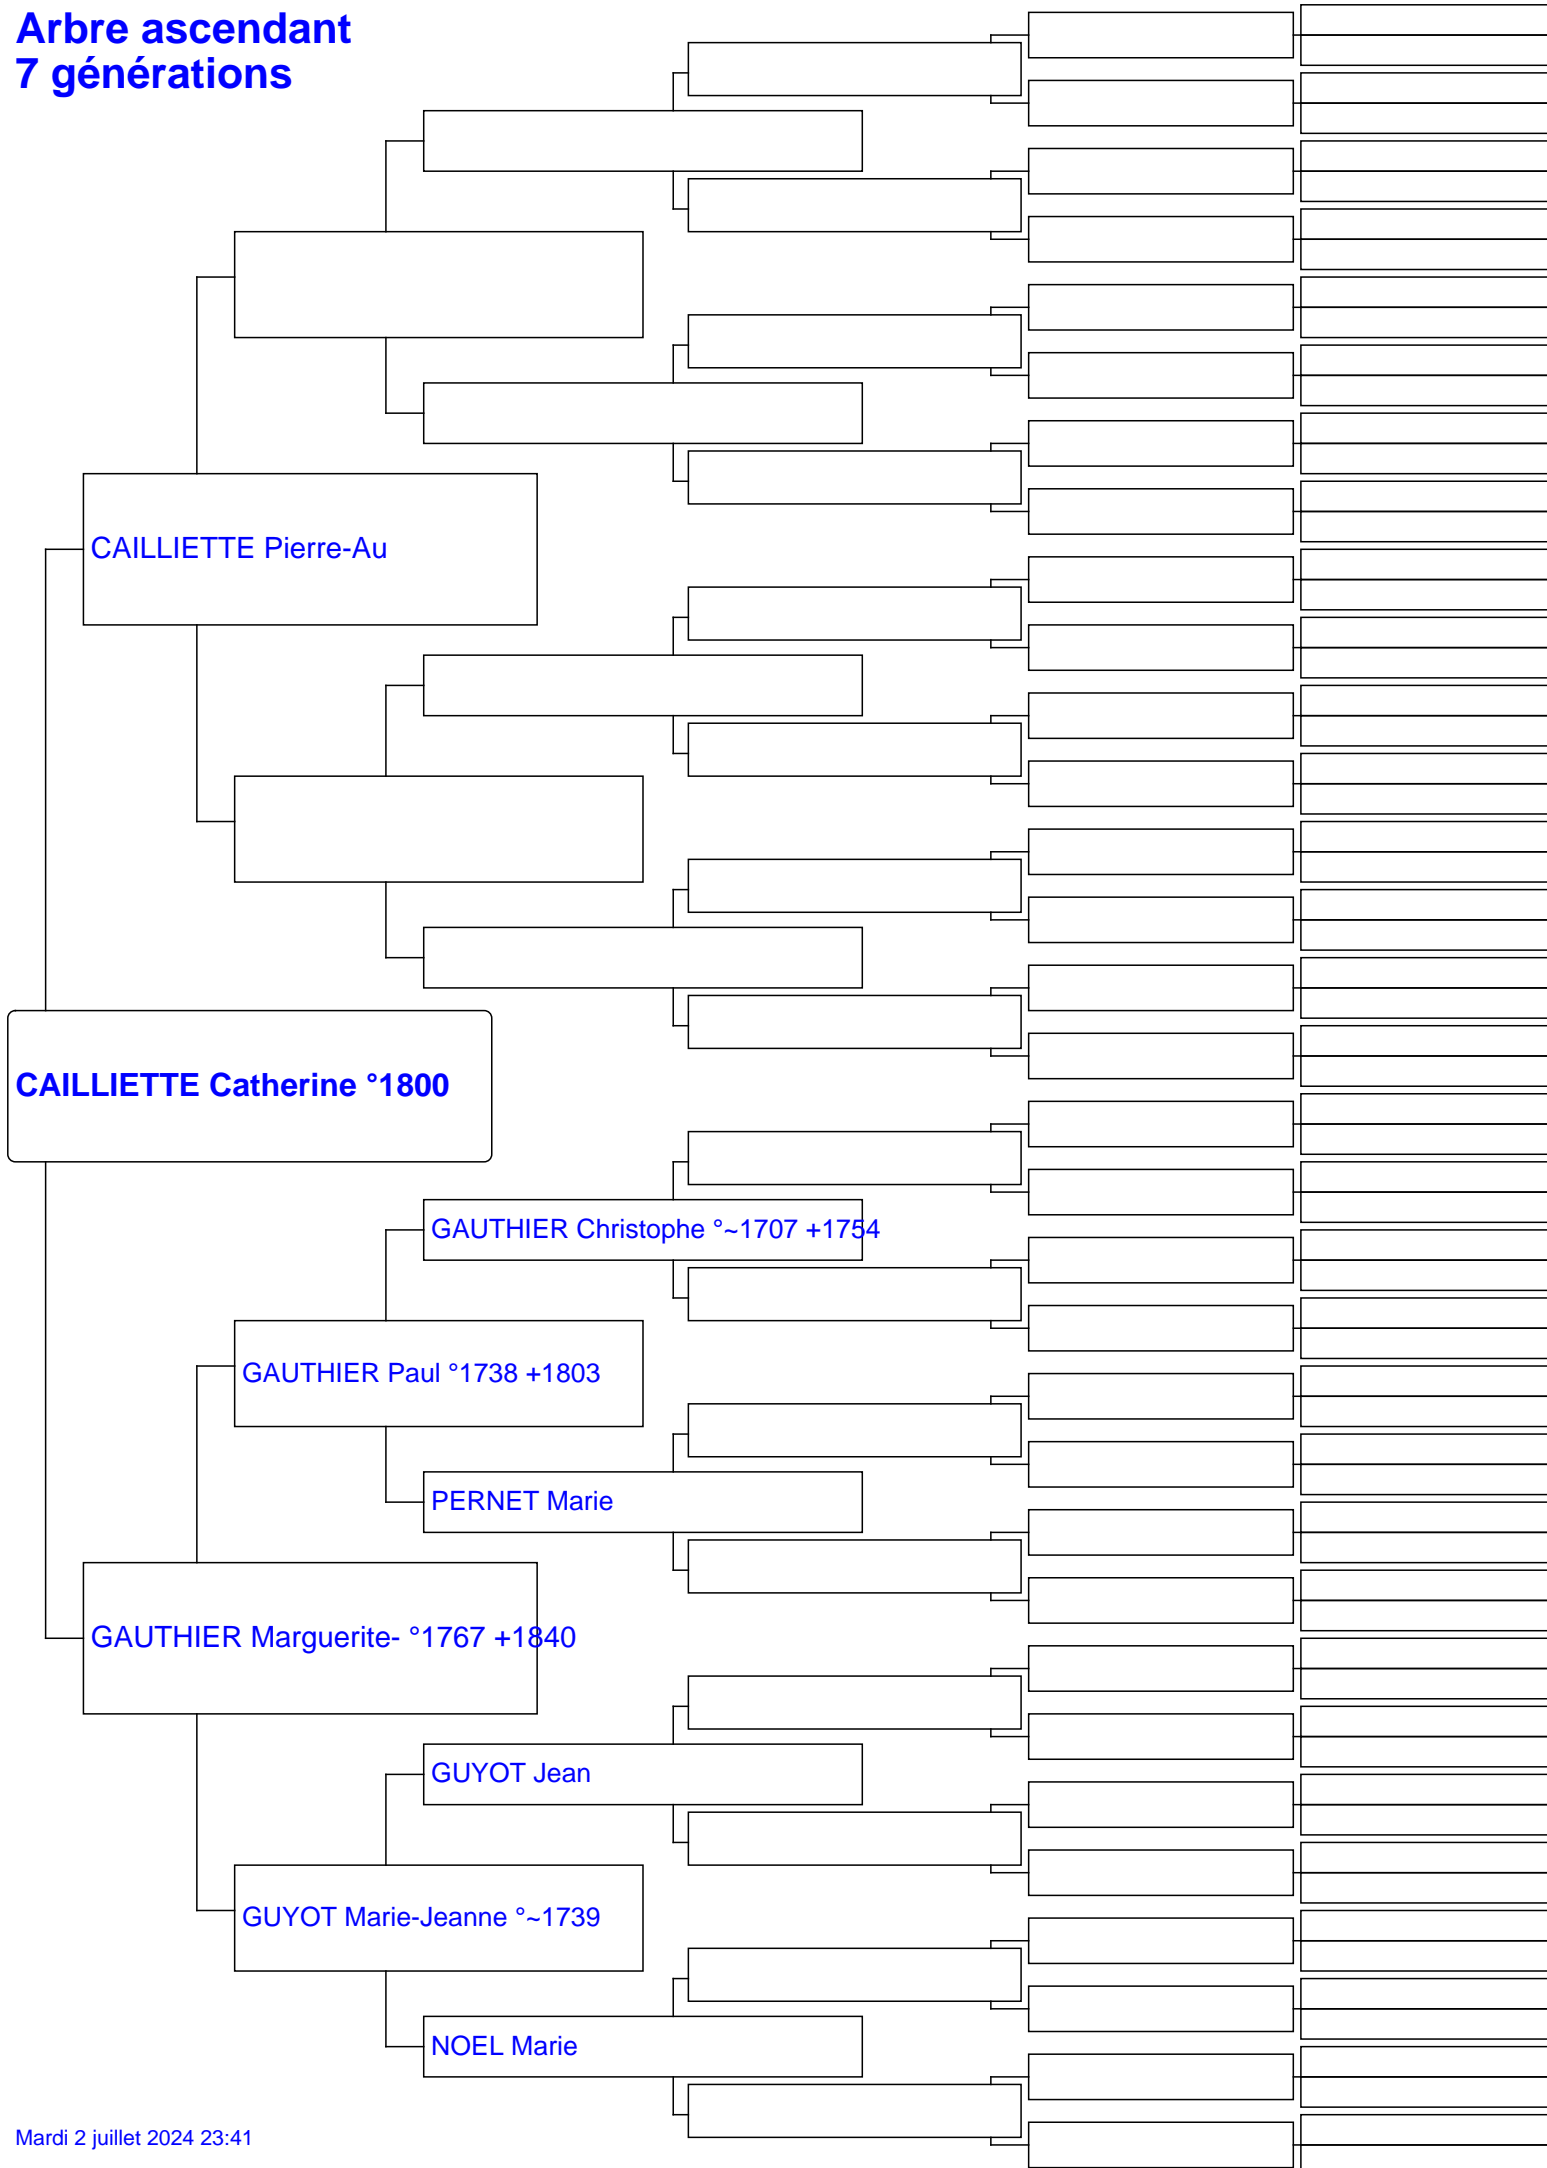 Arbre ascendant
7 générations
CAILLIETTE Pierre-Au
CAILLIETTE Catherine °1800
GAUTHIER Christophe °~1707 +1754
GAUTHIER Paul °1738 +1803
PERNET Marie
GAUTHIER Marguerite- °1767 +1840
GUYOT Jean
GUYOT Marie-Jeanne °~1739
NOEL Marie
Mardi 2 juillet 2024 23:41